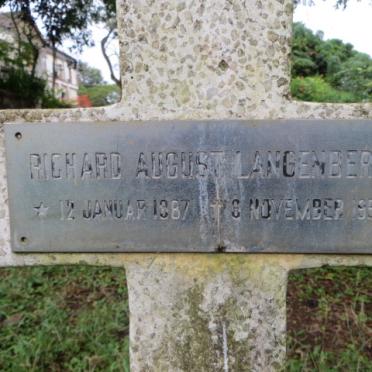 RICHARD AUGUST LANGENBER
* 12 JANUAR 1887 † 8 NOVEMBER 19